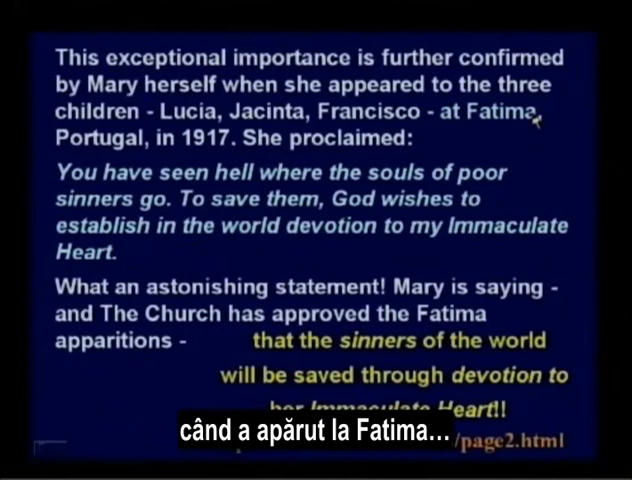 This exceptional importance is further confirmed
by Mary herself when she appeared to the three
children - Lucia, Jacinta, Francisco - at Fatima,
Portugal, in 1917. She proclaimed:
You have seen hell where the souls of poor
sinners go. To save them, God wishes to
establish in the world devotion to my Immaculate
Heart.
What an astonishing statement! Mary is saying -
and The Church has approved the Fatima
apparitions - that the sinners of the world
will be saved through devotion to
her Immaculate Heart!!
când a apărut la Fatima...
/page2.html